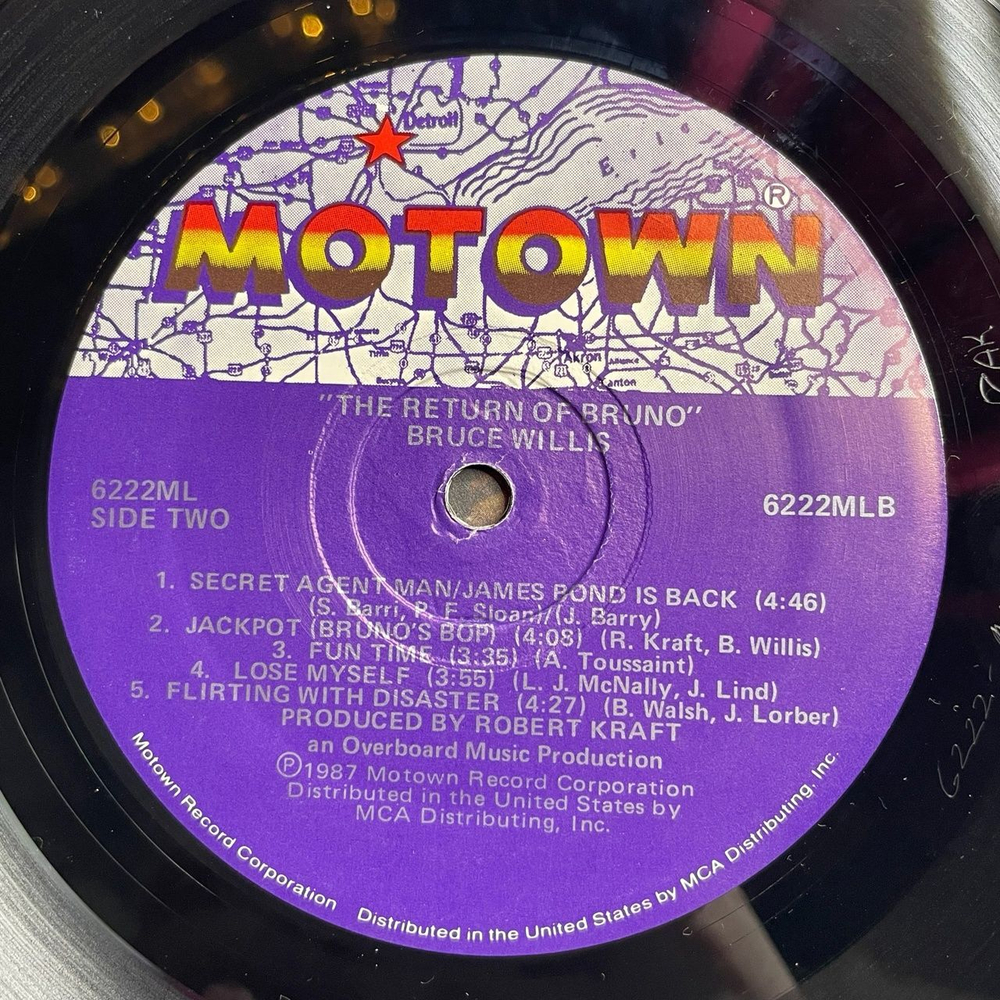 Detroit
Erie
MOTOWN®
Akron
Canton
"THE RETURN OF BRUNO"
BRUCE WILLIS
6222ML
SIDE TWO
6222MLB
1. SECRET AGENT MAN/JAMES BOND IS BACK (4:46)
(S. Barri, P. F. Sloan)/(J. Barry)
2. JACKPOT (BRUNO'S BOP) (4:08) (R. Kraft, B. Willis)
3. FUN TIME (3:35) (A. Toussaint)
4. LOSE MYSELF (3:55) (L. J. McNally, J. Lind)
5. FLIRTING WITH DISASTER (4:27) (B. Walsh, J. Lorber)
PRODUCED BY ROBERT KRAFT
an Overboard Music Production
Ⓟ1987 Motown Record Corporation
Distributed in the United States by
MCA Distributing, Inc.
Motown Record Corporation Distributed in the United States by MCA Distributing, Inc.